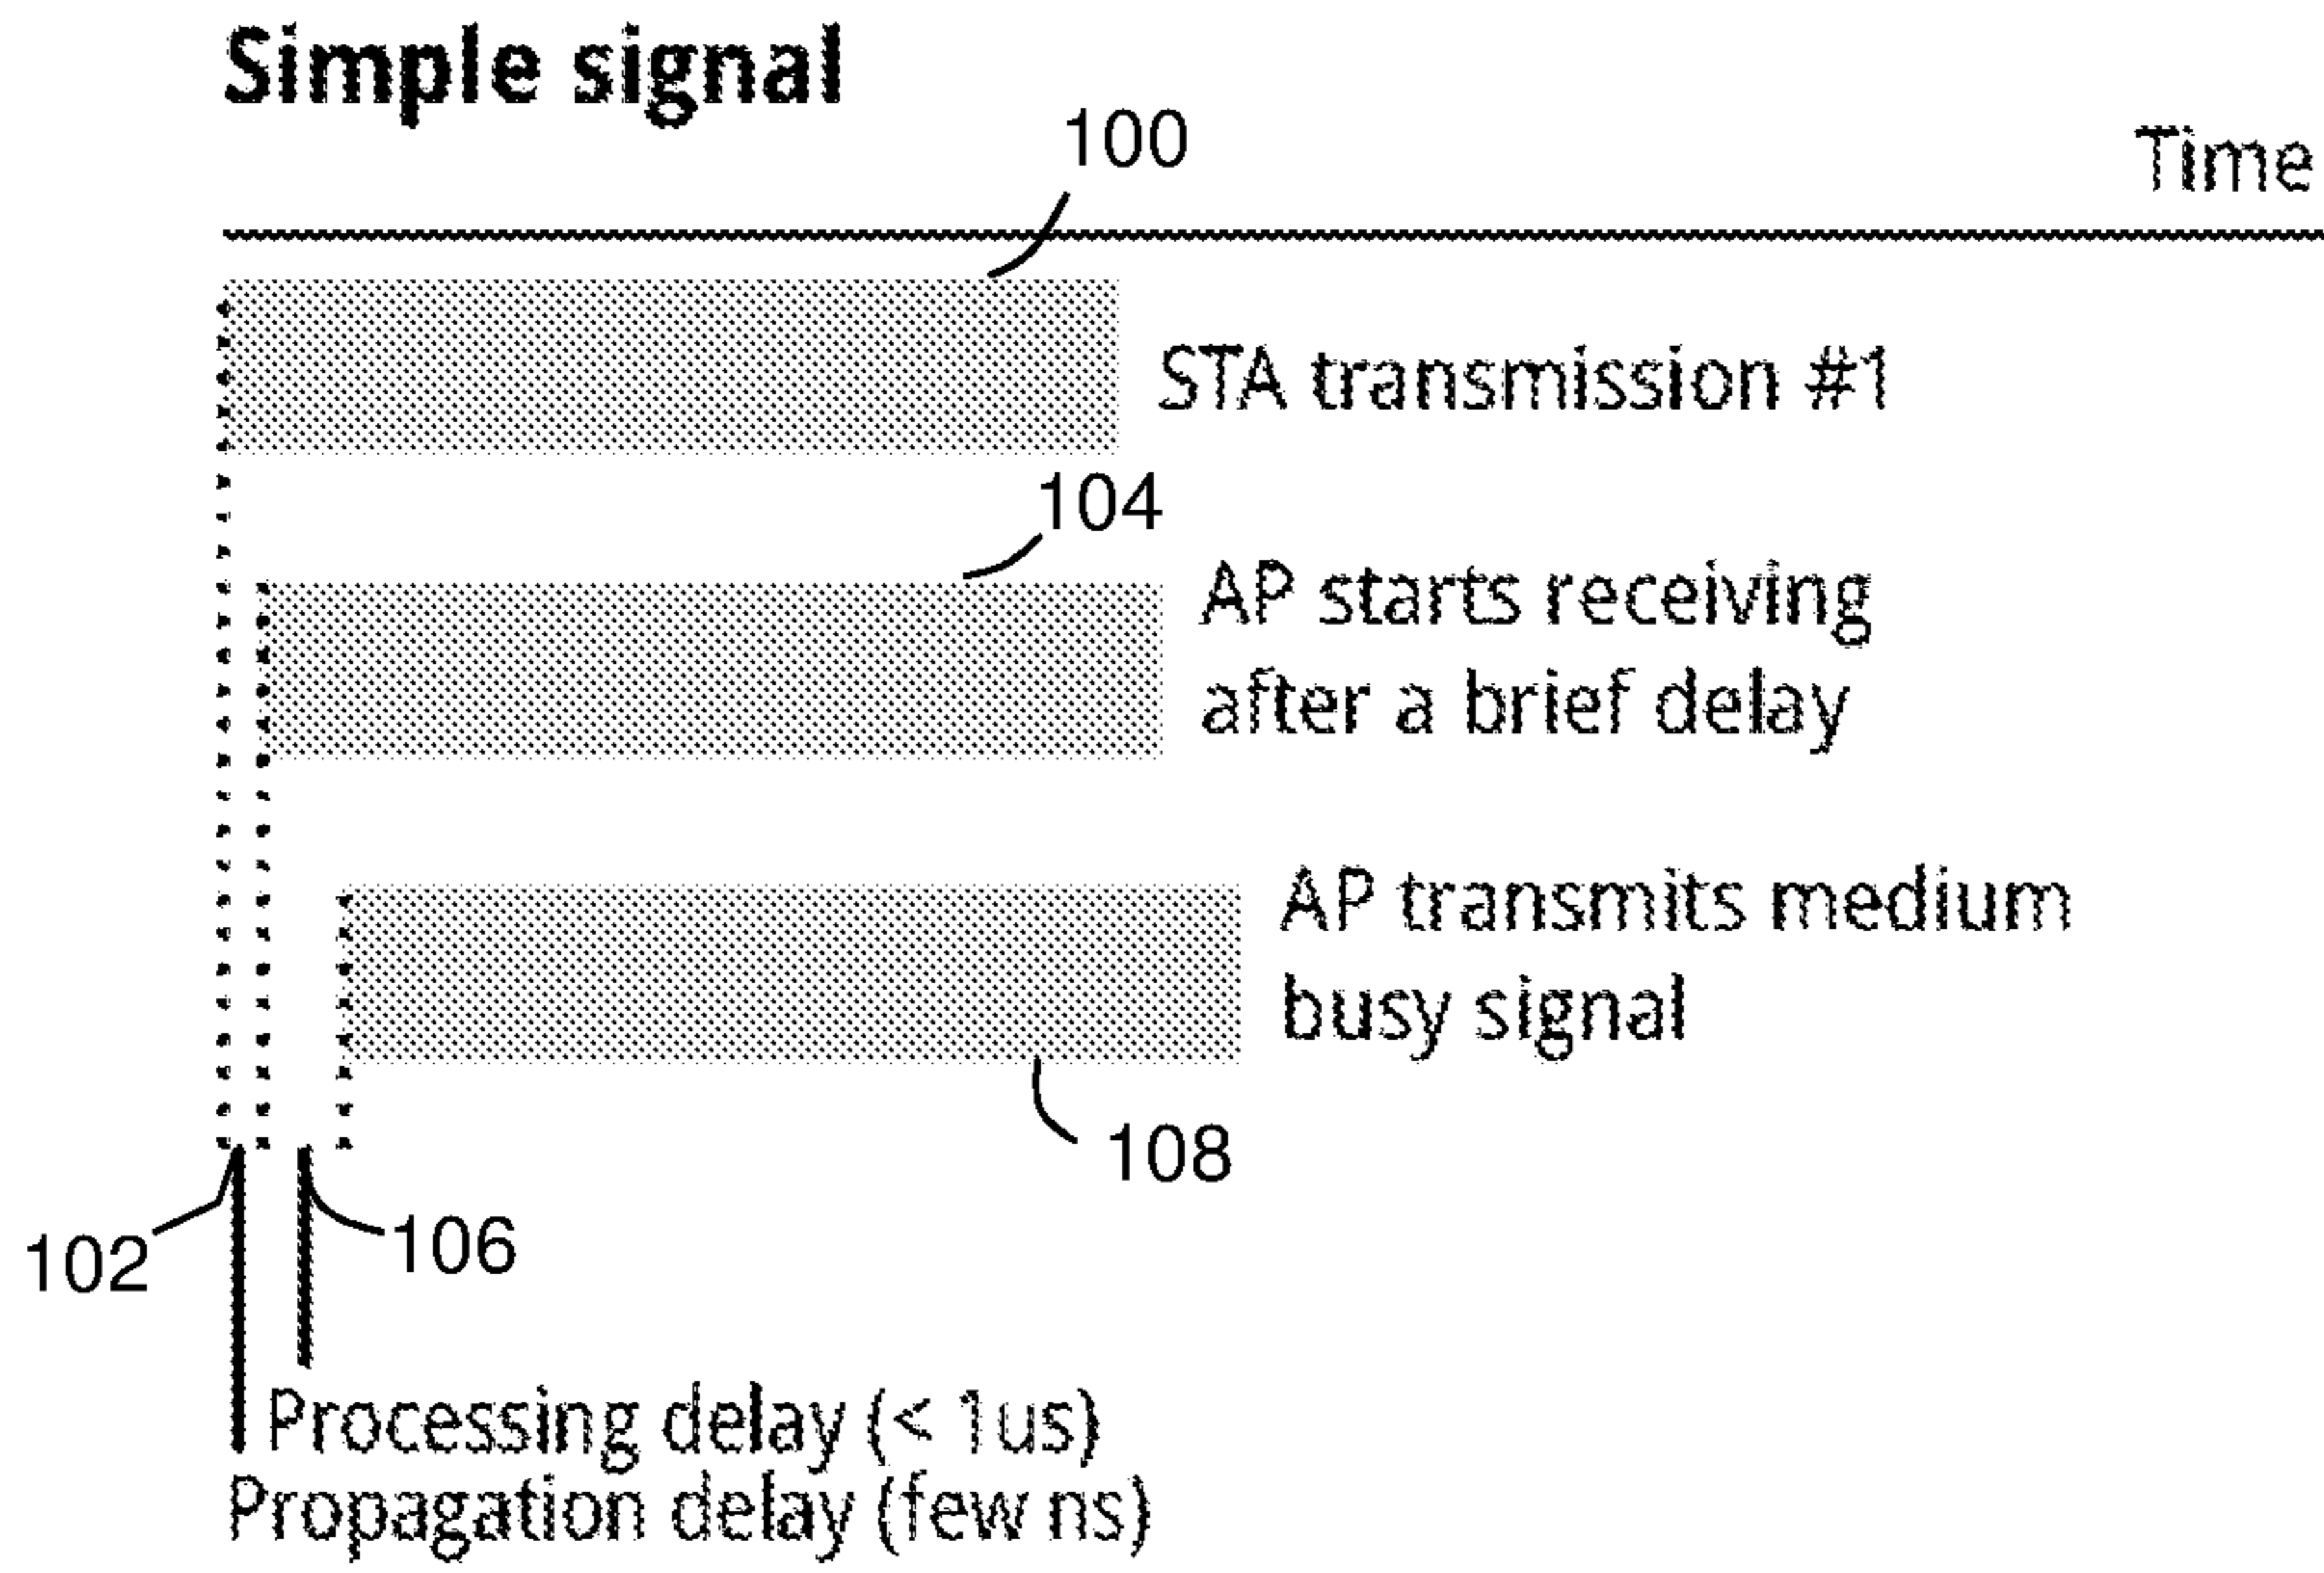 Simple signal
100
Time
STA transmission #1
104
AP starts receiving
after a brief delay
AP transmits medium
busy signal
108
102
106
Processing delay (< 1us)
Propagation delay (few ns)